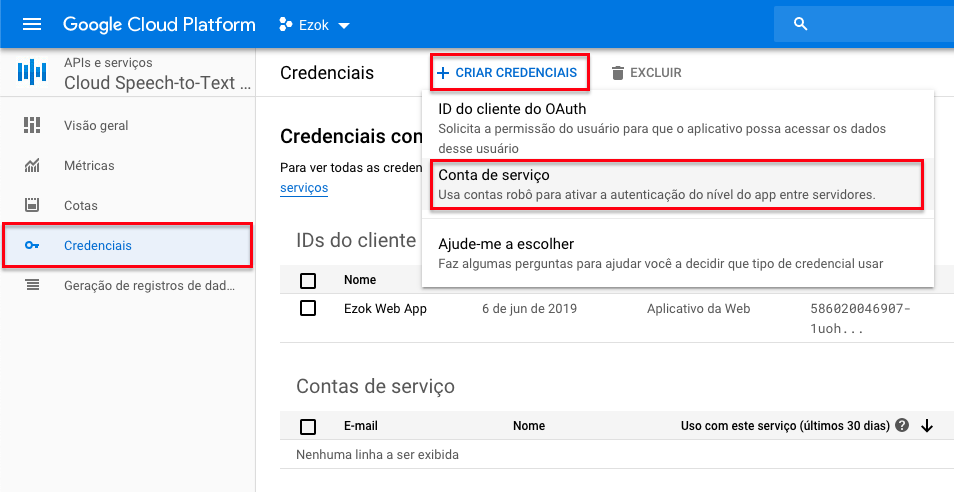 Google Cloud Platform
Ezok
APIs e serviços
Cloud Speech-to-Text ...
Visão geral
Métricas
Cotas
Credenciais
Geração de registros de dad...
Credenciais
CRIAR CREDENCIAIS
EXCLUIR
ID do cliente do OAuth
Solicita a permissão do usuário para que o aplicativo possa acessar os dados
desse usuário
Conta de serviço
Usa contas robô para ativar a autenticação do nível do app entre servidores.
Ajude-me a escolher
Faz algumas perguntas para ajudar você a decidir que tipo de credencial usar
Credenciais con
Para ver todas as creden
serviços
IDs do cliente
Nome
Ezok Web App 6 de jun de 2019 Aplicativo da Web 586020046907-
1uoh...
Contas de serviço
E-mail Nome Uso com este serviço (últimos 30 dias)
Nenhuma linha a ser exibida